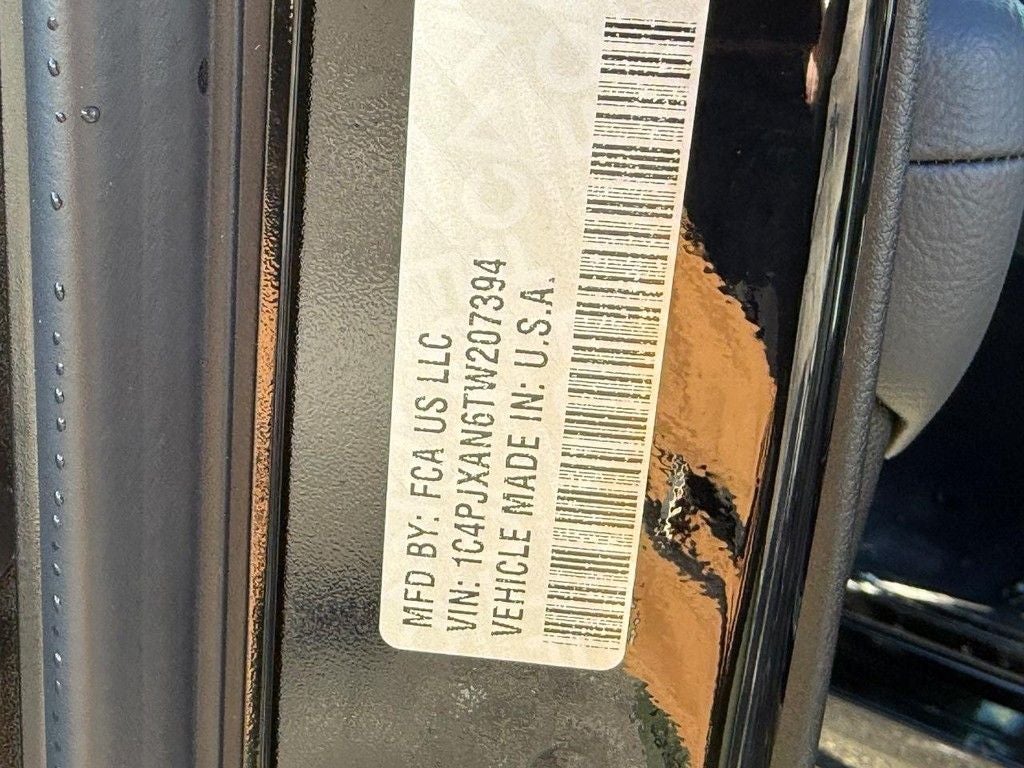 MFD BY: FCA US LLC
VIN: 1C4PJXAN6TW207394
VEHICLE MADE IN: U.S.A.